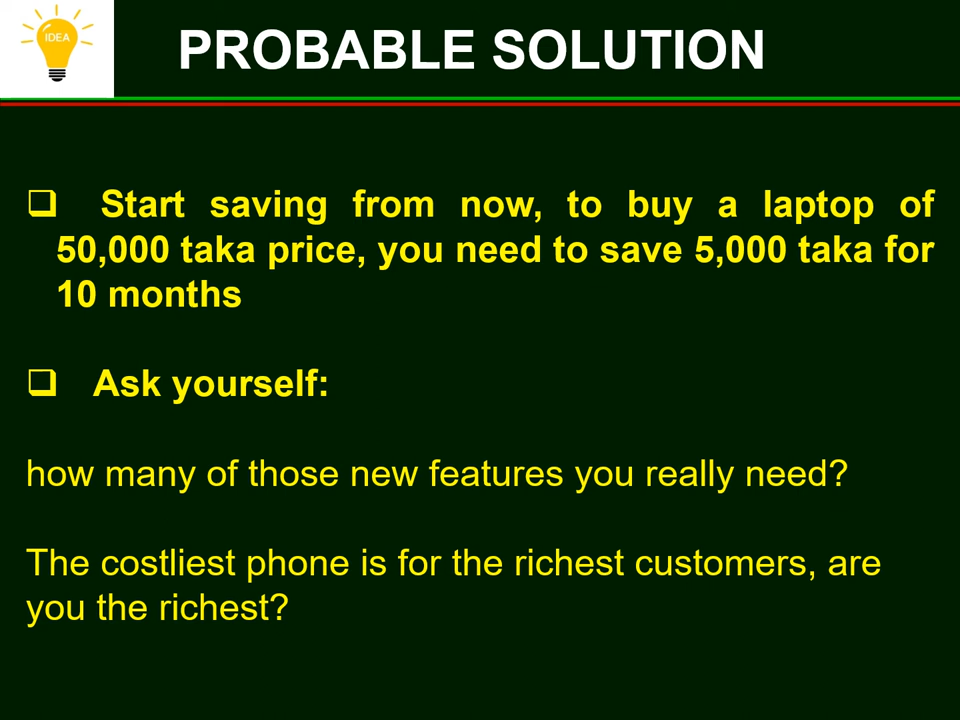 IDEA
PROBABLE SOLUTION
Start saving from now, to buy a laptop of
50,000 taka price, you need to save 5,000 taka for
10 months
Ask yourself:
how many of those new features you really need?
The costliest phone is for the richest customers, are
you the richest?